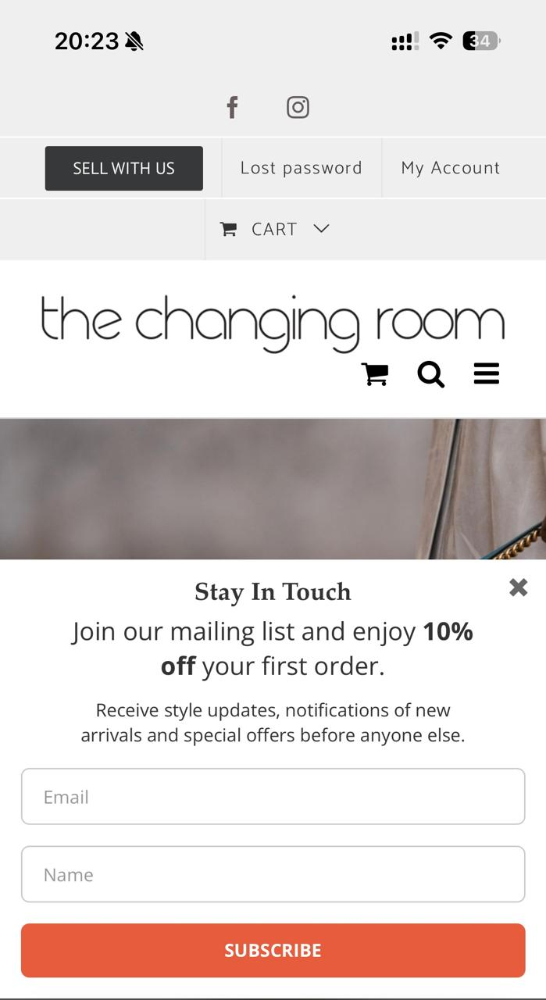 20:23
34
SELL WITH US
Lost password
My Account
CART
the changing room
Stay In Touch
Join our mailing list and enjoy 10%
off your first order.
Receive style updates, notifications of new
arrivals and special offers before anyone else.
Email
Name
SUBSCRIBE